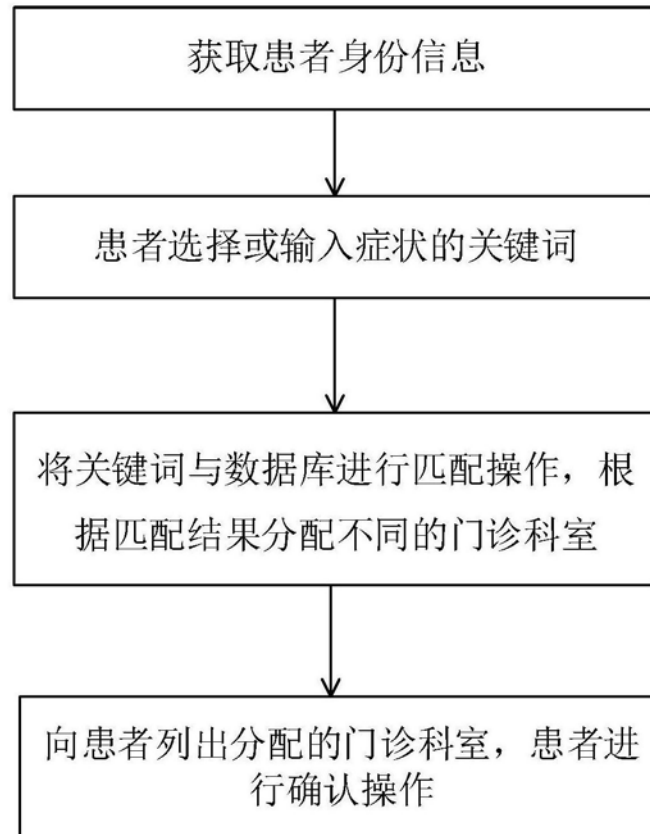 获取患者身份信息
患者选择或输入症状的关键词
将关键词与数据库进行匹配操作，根
据匹配结果分配不同的门诊科室
向患者列出分配的门诊科室，患者进
行确认操作